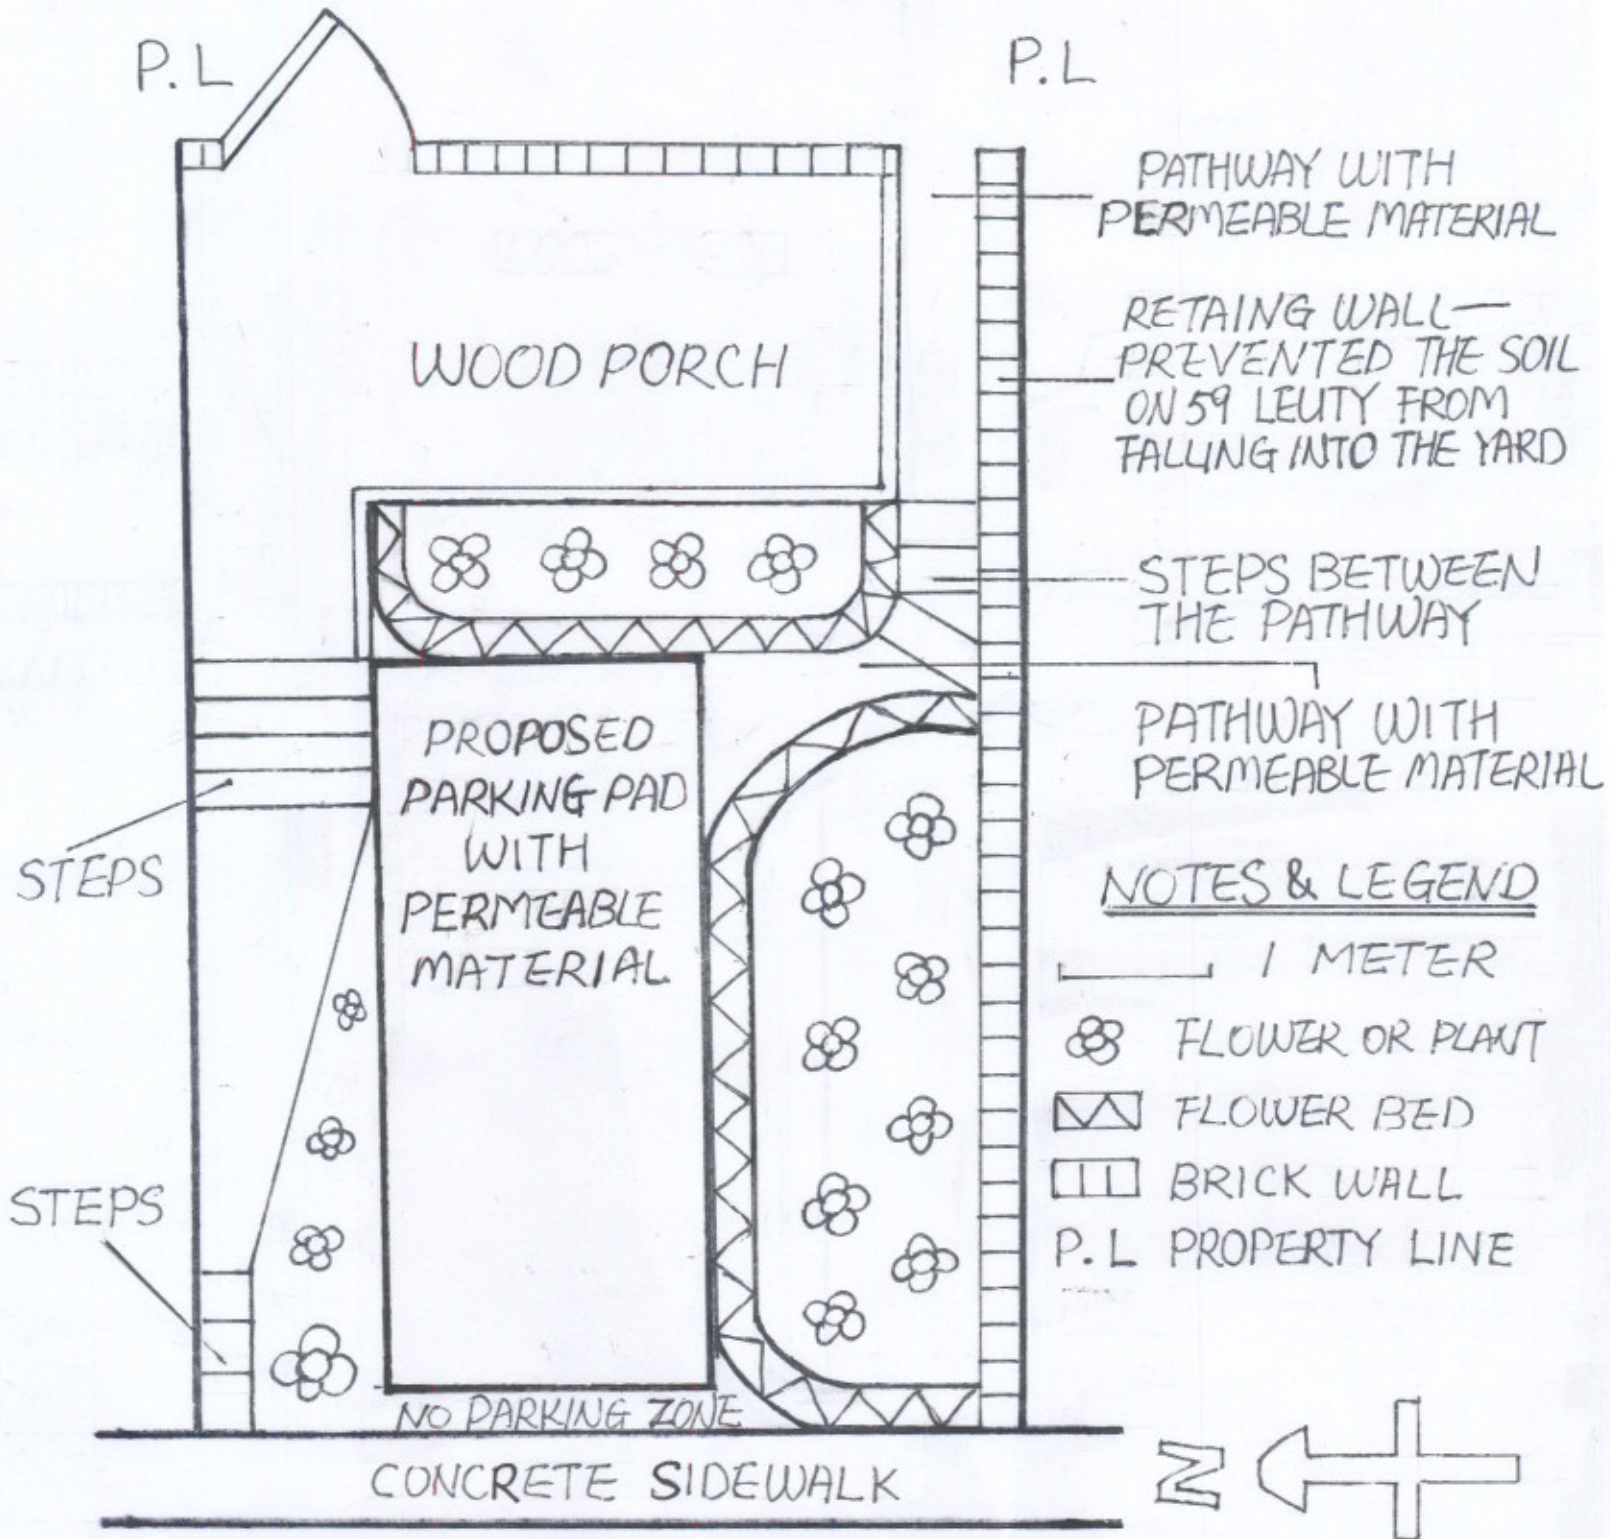 P.L
P.L
PATHWAY WITH
PERMEABLE MATERIAL
RETAING WALL—
PREVENTED THE SOIL
ON 59 LEUTY FROM
FALLING INTO THE YARD
WOOD PORCH
STEPS BETWEEN
THE PATHWAY
PATHWAY WITH
PERMEABLE MATERIAL
PROPOSED
PARKING PAD
WITH
PERMEABLE
MATERIAL
STEPS
STEPS
NOTES & LEGEND
1 METER
FLOWER OR PLANT
FLOWER BED
BRICK WALL
P.L PROPERTY LINE
NO PARKING ZONE
CONCRETE SIDEWALK
N